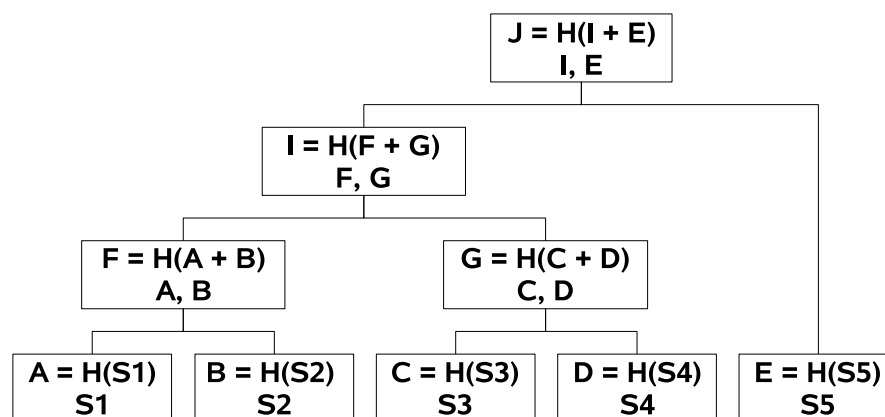 J = H(I + E)
I, E
I = H(F + G)
F, G
F = H(A + B)
A, B
G = H(C + D)
C, D
A = H(S1)
S1
B = H(S2)
S2
C = H(S3)
S3
D = H(S4)
S4
E = H(S5)
S5